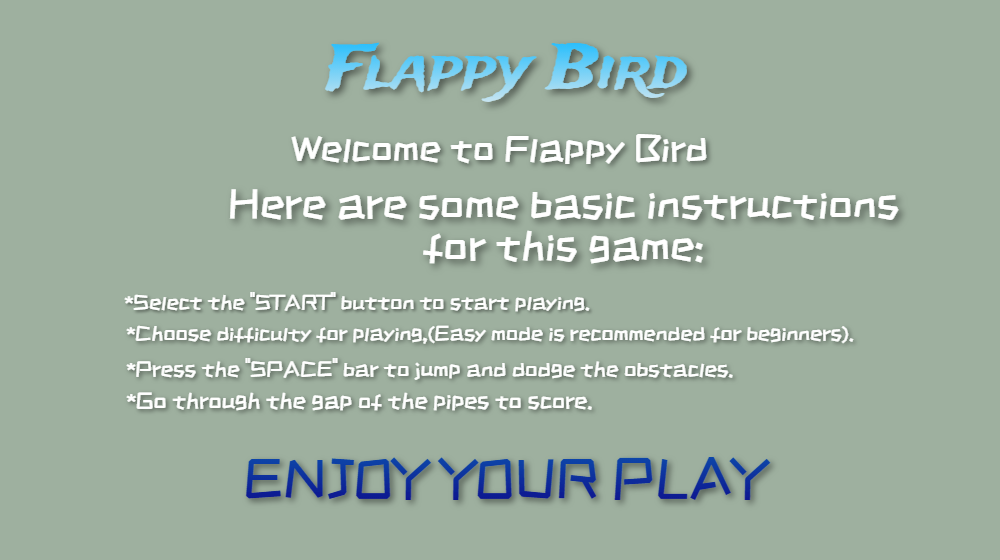 Flappy Bird
Welcome to Flappy Bird
Here are some basic instructions
for this game:
*Select the "START" button to start playing.
*Choose difficulty for playing,(Easy mode is recommended for beginners).
*Press the "SPACE" bar to jump and dodge the obstacles.
*Go through the gap of the pipes to score.
ENJOY YOUR PLAY